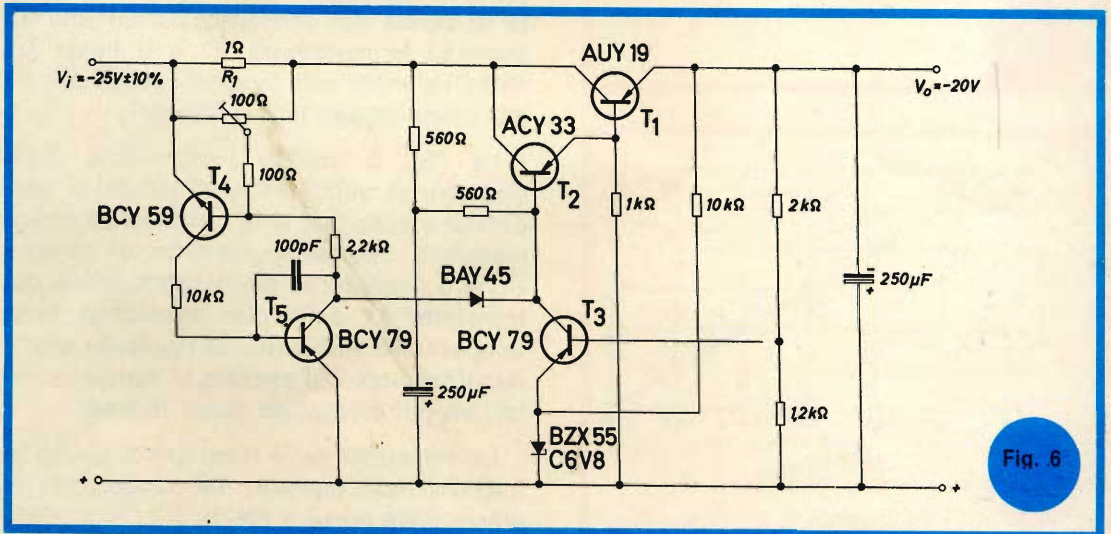 AUY 19
1Ω
R1
Vi = -25V±10%
100Ω
T1
Vo = -20V
ACY 33
560Ω
T2
T4
100Ω
BCY 59
560Ω
1kΩ
10kΩ
2kΩ
100pF
2,2kΩ
BAY 45
250µF
10kΩ
T5
T3
BCY 79
BCY 79
250µF
1,2kΩ
BZX 55
C6V8
Fig. 6